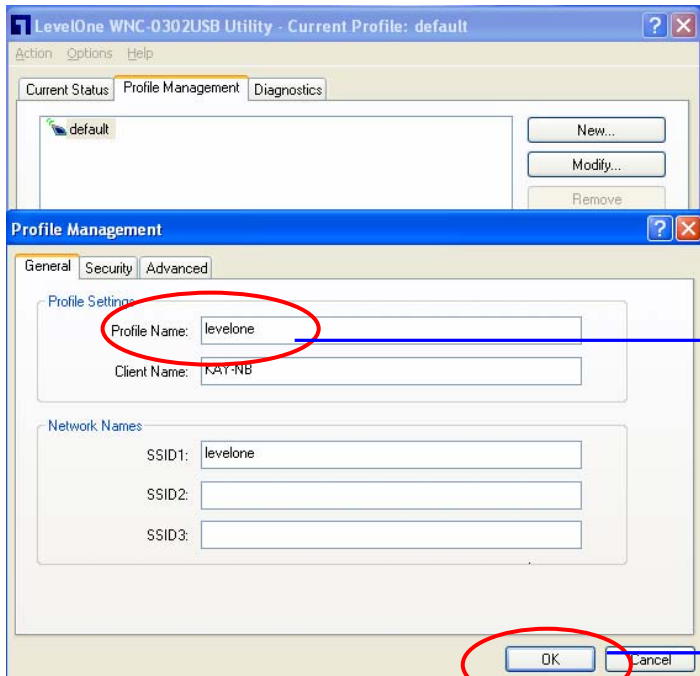 LevelOne WNC-0302USB Utility - Current Profile: default
Action Options Help
Current Status Profile Management Diagnostics
default
New...
Modify...
Remove
Profile Management
General Security Advanced
Profile Settings
Profile Name: levelone
Client Name: KAY-NB
Network Names
SSID1: levelone
SSID2:
SSID3:
OK Cancel